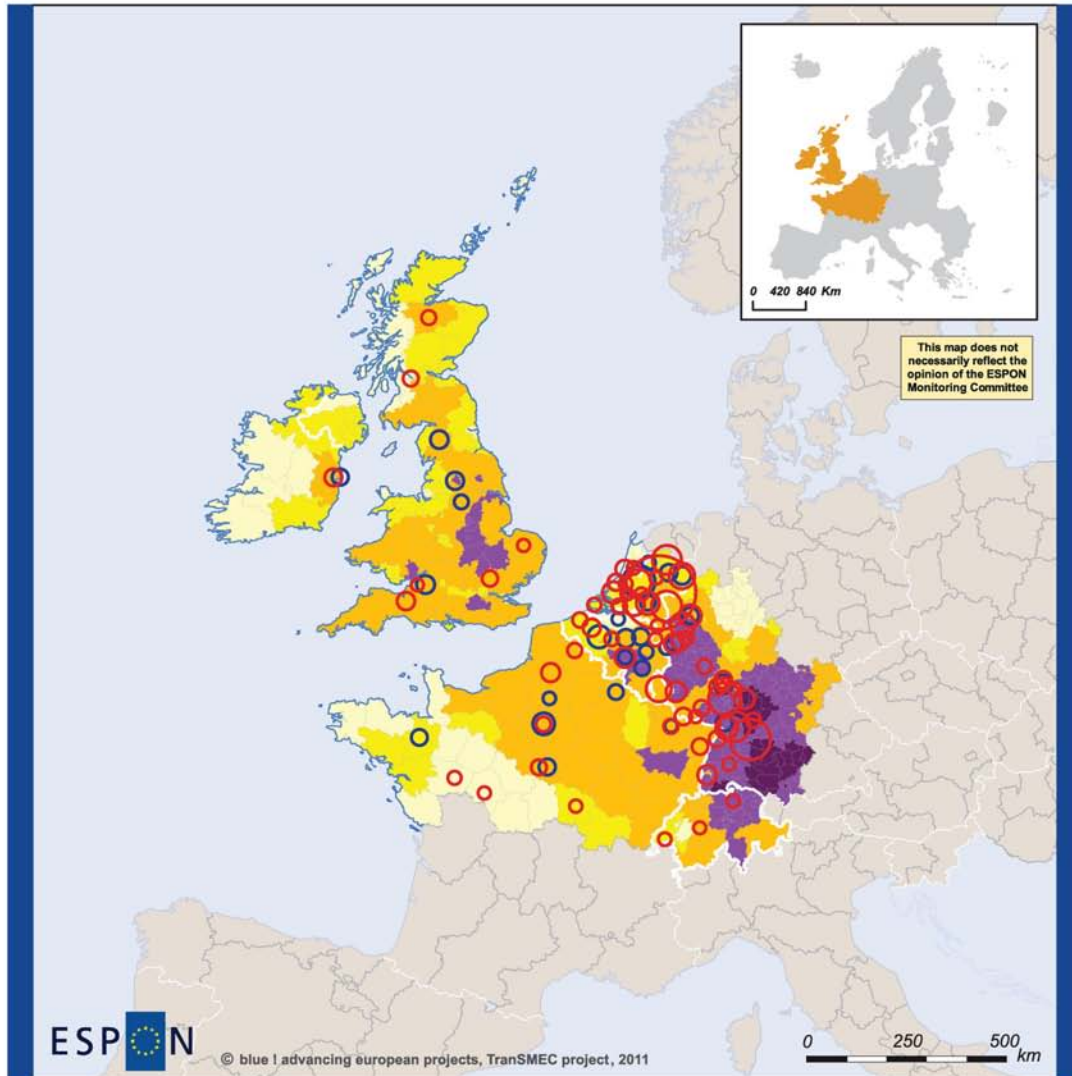 0 420 840 Km
This map does not
necessarily reflect the
opinion of the ESPON
Monitoring Committee
ESPON
© blue ! advancing european projects, TranSMEC project, 2011
0 250 500
km